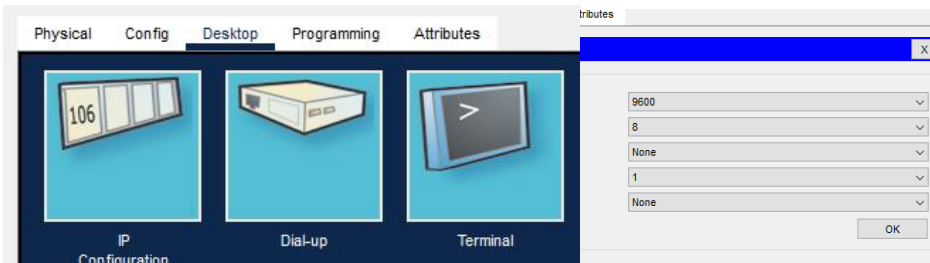 Physical Config Desktop Programming Attributes
106
>
IP
Configuration
Dial-up
Terminal
tributes
X
9600
8
None
1
None
OK